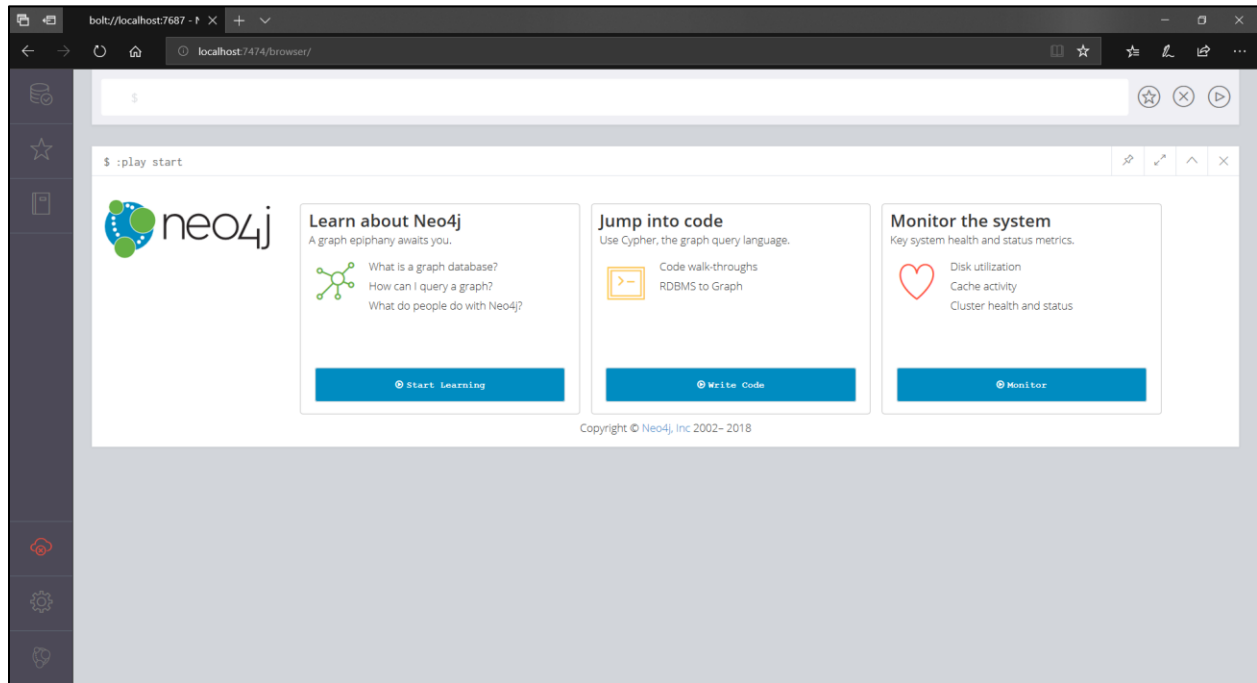 bolt://localhost:7687 - N
localhost:7474/browser/
$
$ :play start
neo4j
Learn about Neo4j
A graph epiphany awaits you.
What is a graph database?
How can I query a graph?
What do people do with Neo4j?
Start Learning
Jump into code
Use Cypher, the graph query language.
Code walk-throughs
RDBMS to Graph
Write Code
Monitor the system
Key system health and status metrics.
Disk utilization
Cache activity
Cluster health and status
Monitor
Copyright © Neo4j, Inc 2002– 2018